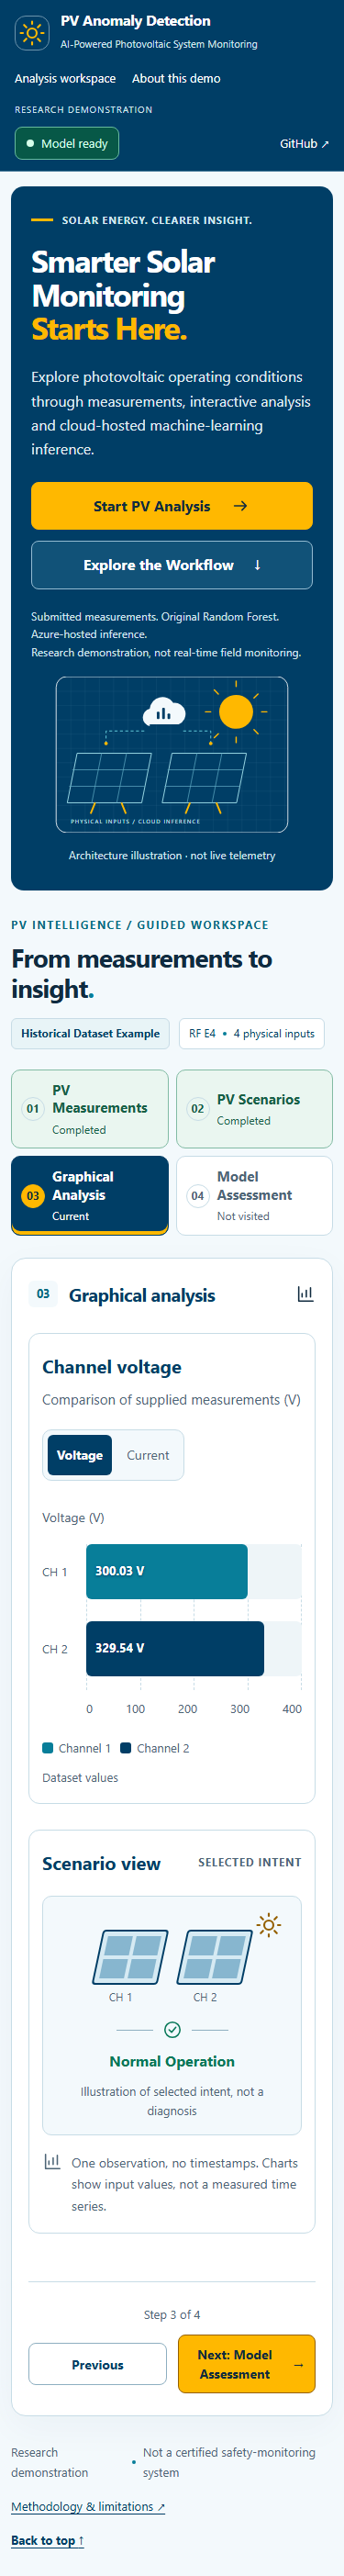 PV Anomaly Detection
AI-Powered Photovoltaic System Monitoring
Analysis workspace
About this demo
RESEARCH DEMONSTRATION
Model ready
GitHub ↗
SOLAR ENERGY. CLEARER INSIGHT.
Smarter Solar
Monitoring
Starts Here.
Explore photovoltaic operating conditions
through measurements, interactive analysis
and cloud-hosted machine-learning
inference.
Start PV Analysis →
Explore the Workflow ↓
Submitted measurements. Original Random Forest.
Azure-hosted inference.
Research demonstration, not real-time field monitoring.
PHYSICAL INPUTS / CLOUD INFERENCE
Architecture illustration · not live telemetry
PV INTELLIGENCE / GUIDED WORKSPACE
From measurements to
insight.
Historical Dataset Example
RF E4 • 4 physical inputs
01
PV
Measurements
Completed
02
PV Scenarios
Completed
03
Graphical
Analysis
Current
04
Model
Assessment
Not visited
03
Graphical analysis
Channel voltage
Comparison of supplied measurements (V)
Voltage
Current
Voltage (V)
CH 1
300.03 V
CH 2
329.54 V
0 100 200 300 400
Channel 1
Channel 2
Dataset values
Scenario view
SELECTED INTENT
CH 1
CH 2
Normal Operation
Illustration of selected intent, not a
diagnosis
One observation, no timestamps. Charts
show input values, not a measured time
series.
Step 3 of 4
Previous
Next: Model
Assessment →
Research
demonstration
•
Not a certified safety-monitoring
system
Methodology & limitations ↗
Back to top ↑